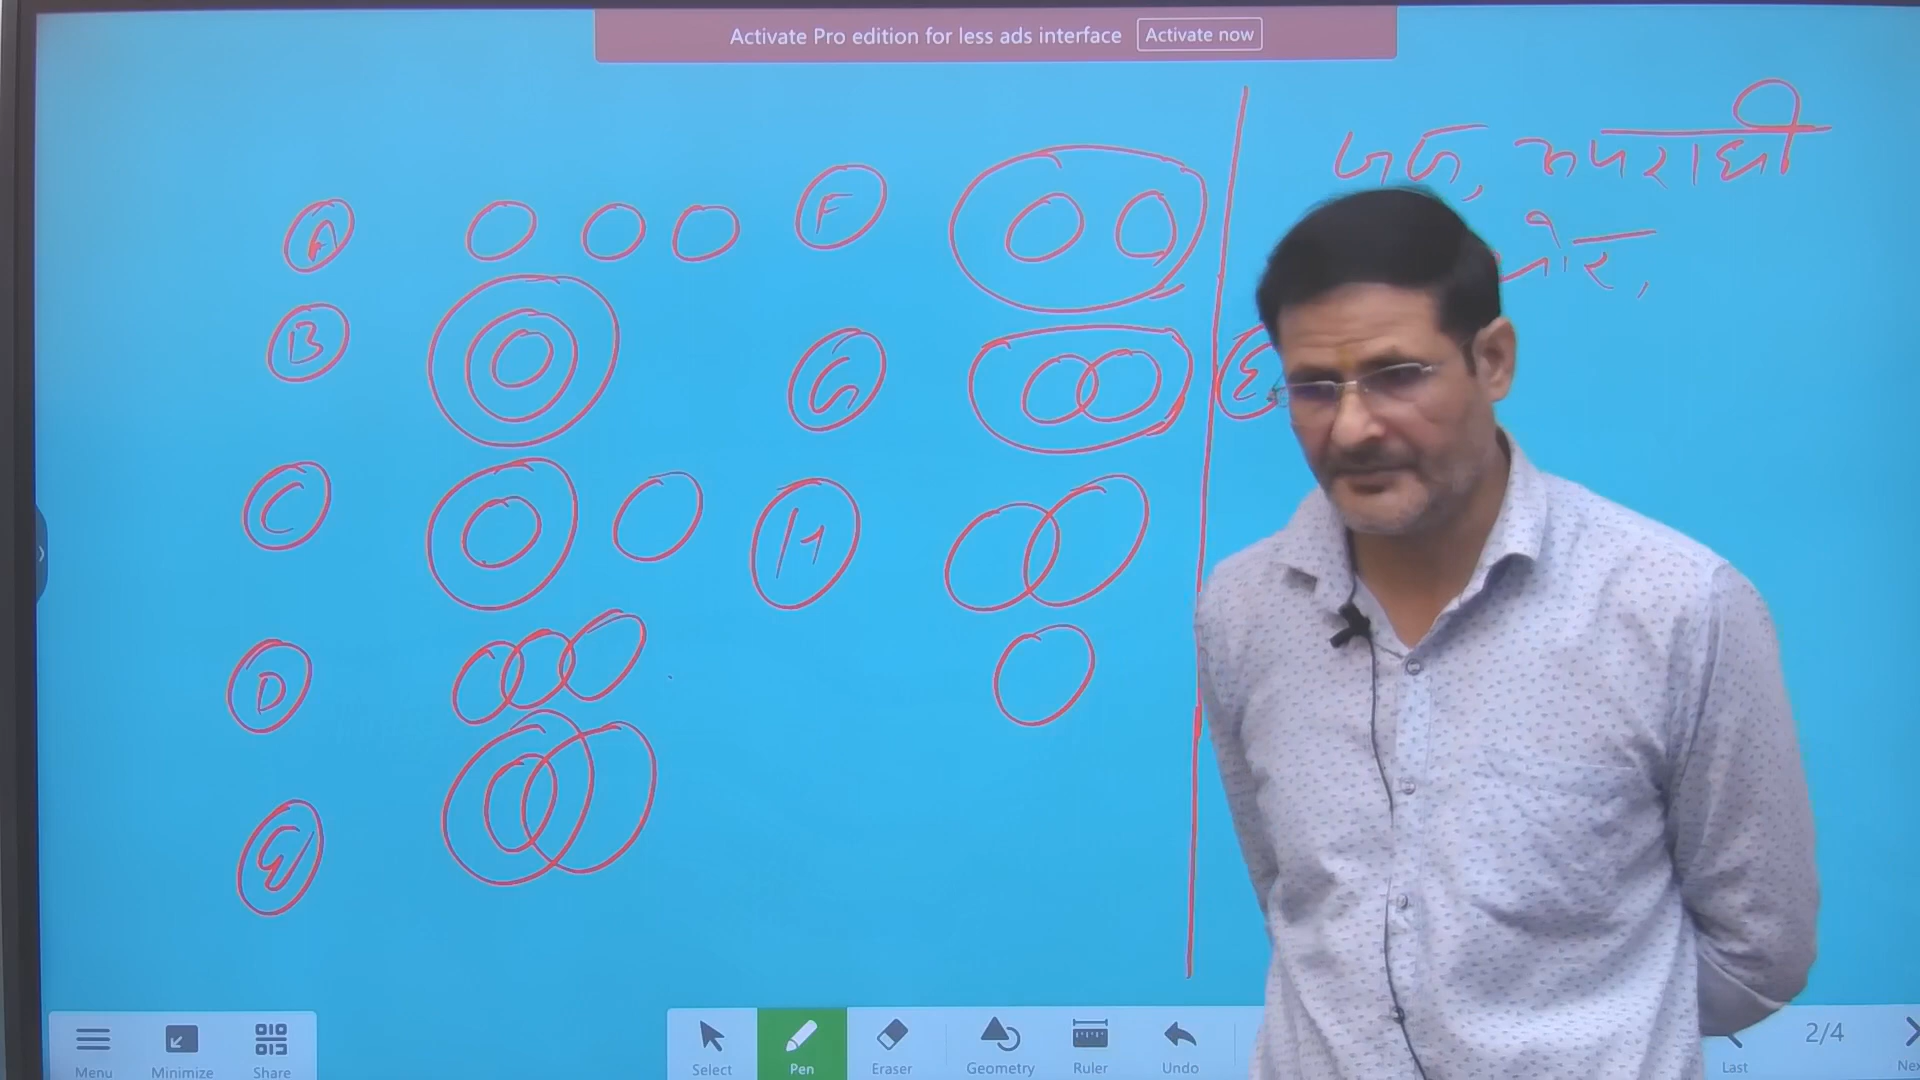 Activate Pro edition for less ads interface Activate now
जज, अपराधी
चोर,
A
B
C
D
E
F
G
H
E
Menu Minimize Share Select Pen Eraser Geometry Ruler Undo Last 2/4